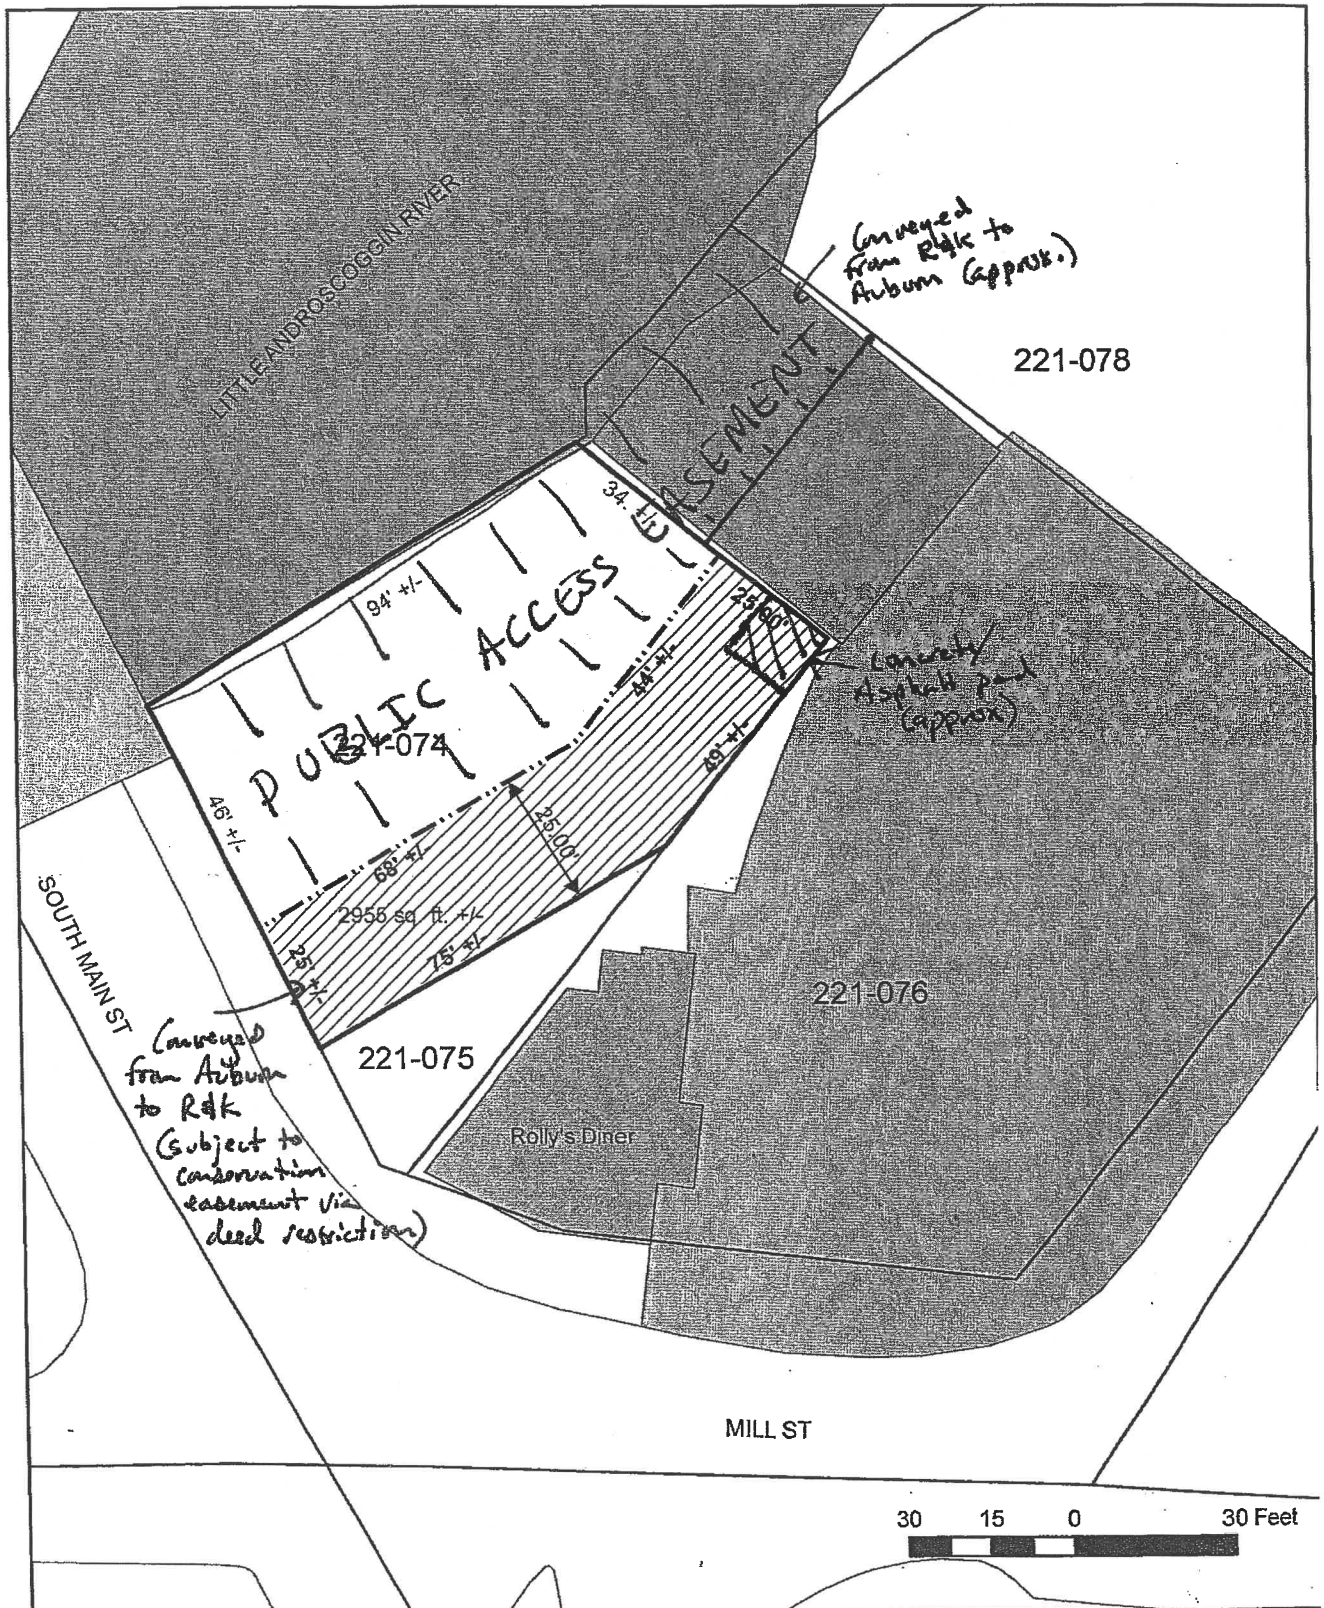 LITTLE ANDROSCOGGIN RIVER
Conveyed
from R&K to
Auburn (approx.)
221-078
EASEMENT
34. +/-
94' +/-
PUBLIC ACCESS
25.00'
44' +/-
Concrete/
Asphalt pad
(approx)
221-074
49' +/-
46' +/-
25.00'
68' +/-
2955 sq. ft. +/-
75' +/-
25' +/-
SOUTH MAIN ST
221-076
Conveyed
from Auburn
to R&K
(subject to
conservation
easement via
deed restriction)
221-075
Rolly's Diner
MILL ST
30 15 0 30 Feet